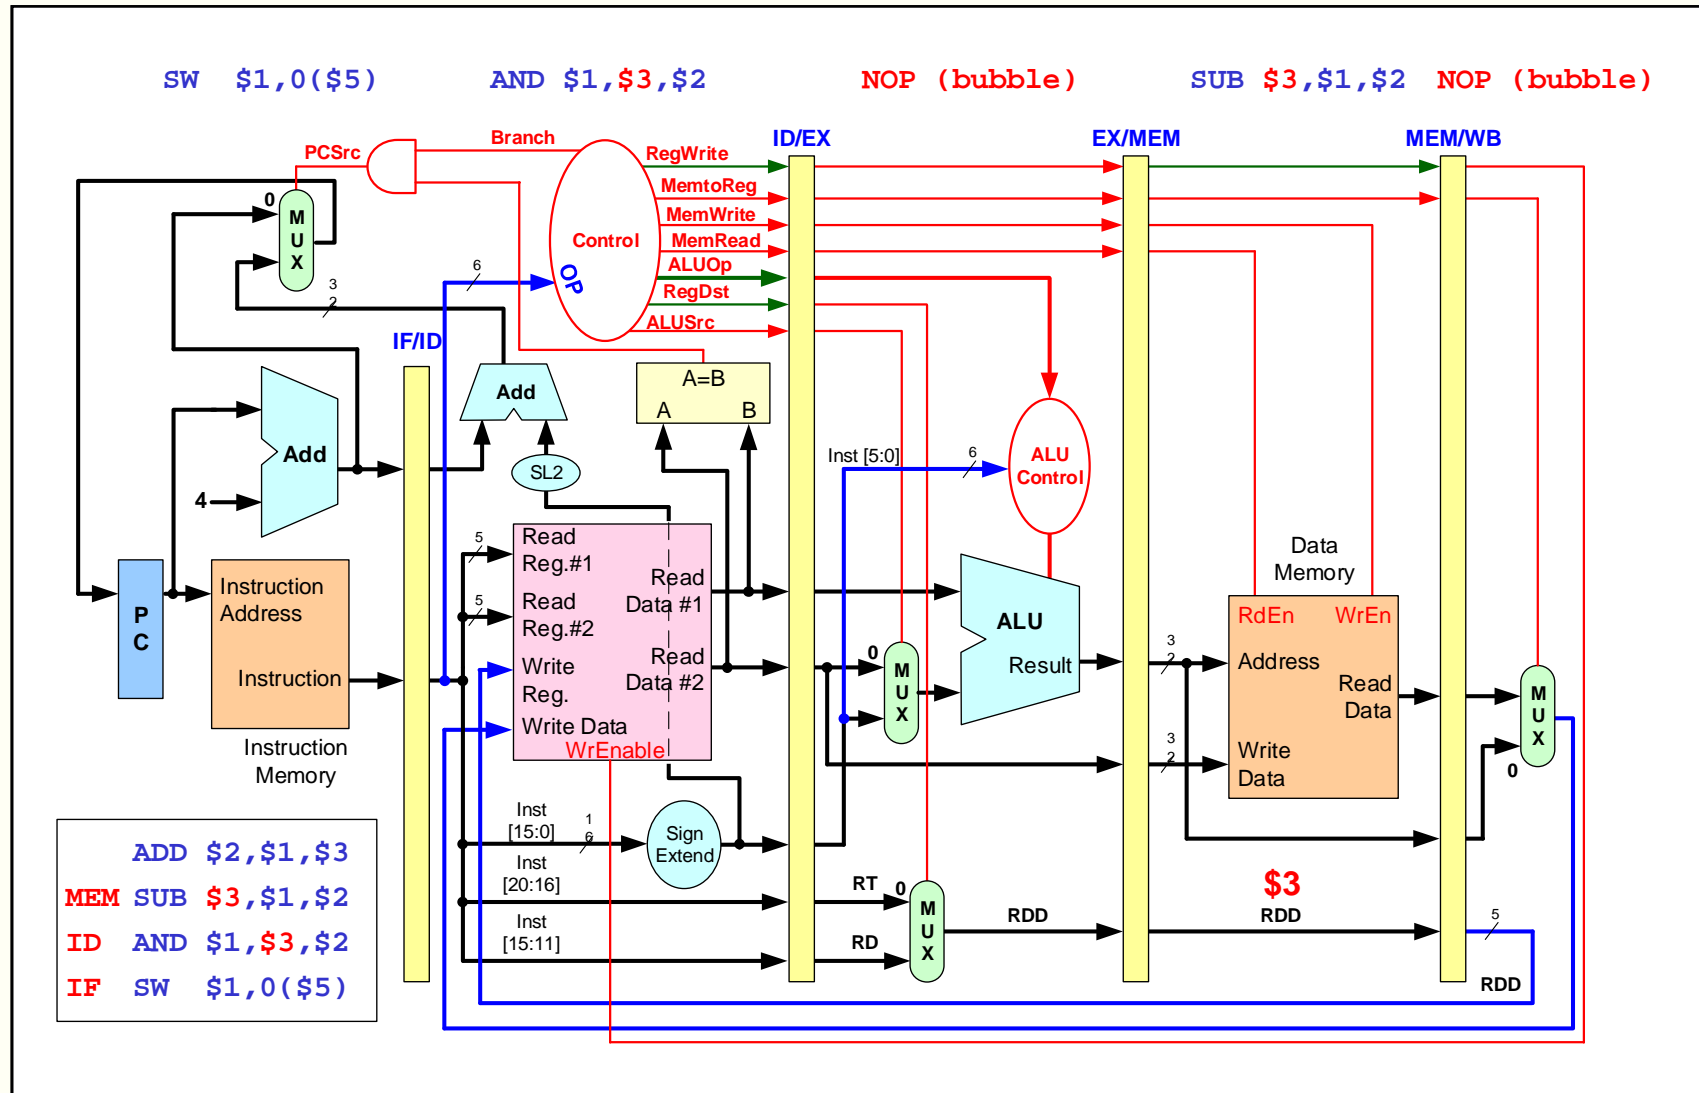 SW $1,0($5)
AND $1,$3,$2
NOP (bubble)
SUB $3,$1,$2
NOP (bubble)
ID/EX
EX/MEM
MEM/WB
Branch
PCSrc
RegWrite
MemtoReg
MemWrite
MemRead
ALUOp
RegDst
ALUSrc
Control
OP
0
M
U
X
6
3
2
IF/ID
Add
A=B
A
B
Add
4
SL2
Inst [5:0]
6
ALU
Control
P
C
Instruction
Address
Instruction
Instruction
Memory
5
Read
Reg.#1
5
Read
Reg.#2
Write
Reg.
Write Data
WrEnable
Read
Data #1
Read
Data #2
0
M
U
X
ALU
Result
3
2
3
2
Data
Memory
RdEn
WrEn
Address
Read
Data
Write
Data
M
U
X
0
Inst
[15:0]
1
6
Sign
Extend
Inst
[20:16]
Inst
[15:11]
RT
RD
0
M
U
X
RDD
$3
RDD
5
RDD
ADD $2,$1,$3
MEM SUB $3,$1,$2
ID AND $1,$3,$2
IF SW $1,0($5)